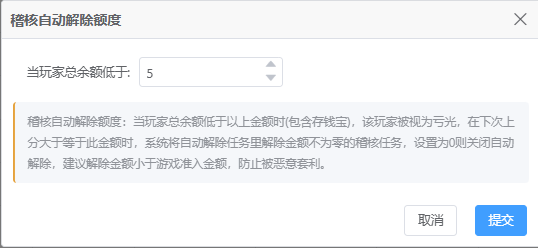 稽核自动解除额度
当玩家总余额低于: 5
稽核自动解除额度：当玩家总余额低于以上金额时(包含存钱宝)，该玩家被视为亏光，在下次上
分大于等于此金额时，系统将自动解除任务里解除金额不为零的稽核任务，设置为0则关闭自动
解除，建议解除金额小于游戏准入金额，防止被恶意套利。
取消 提交